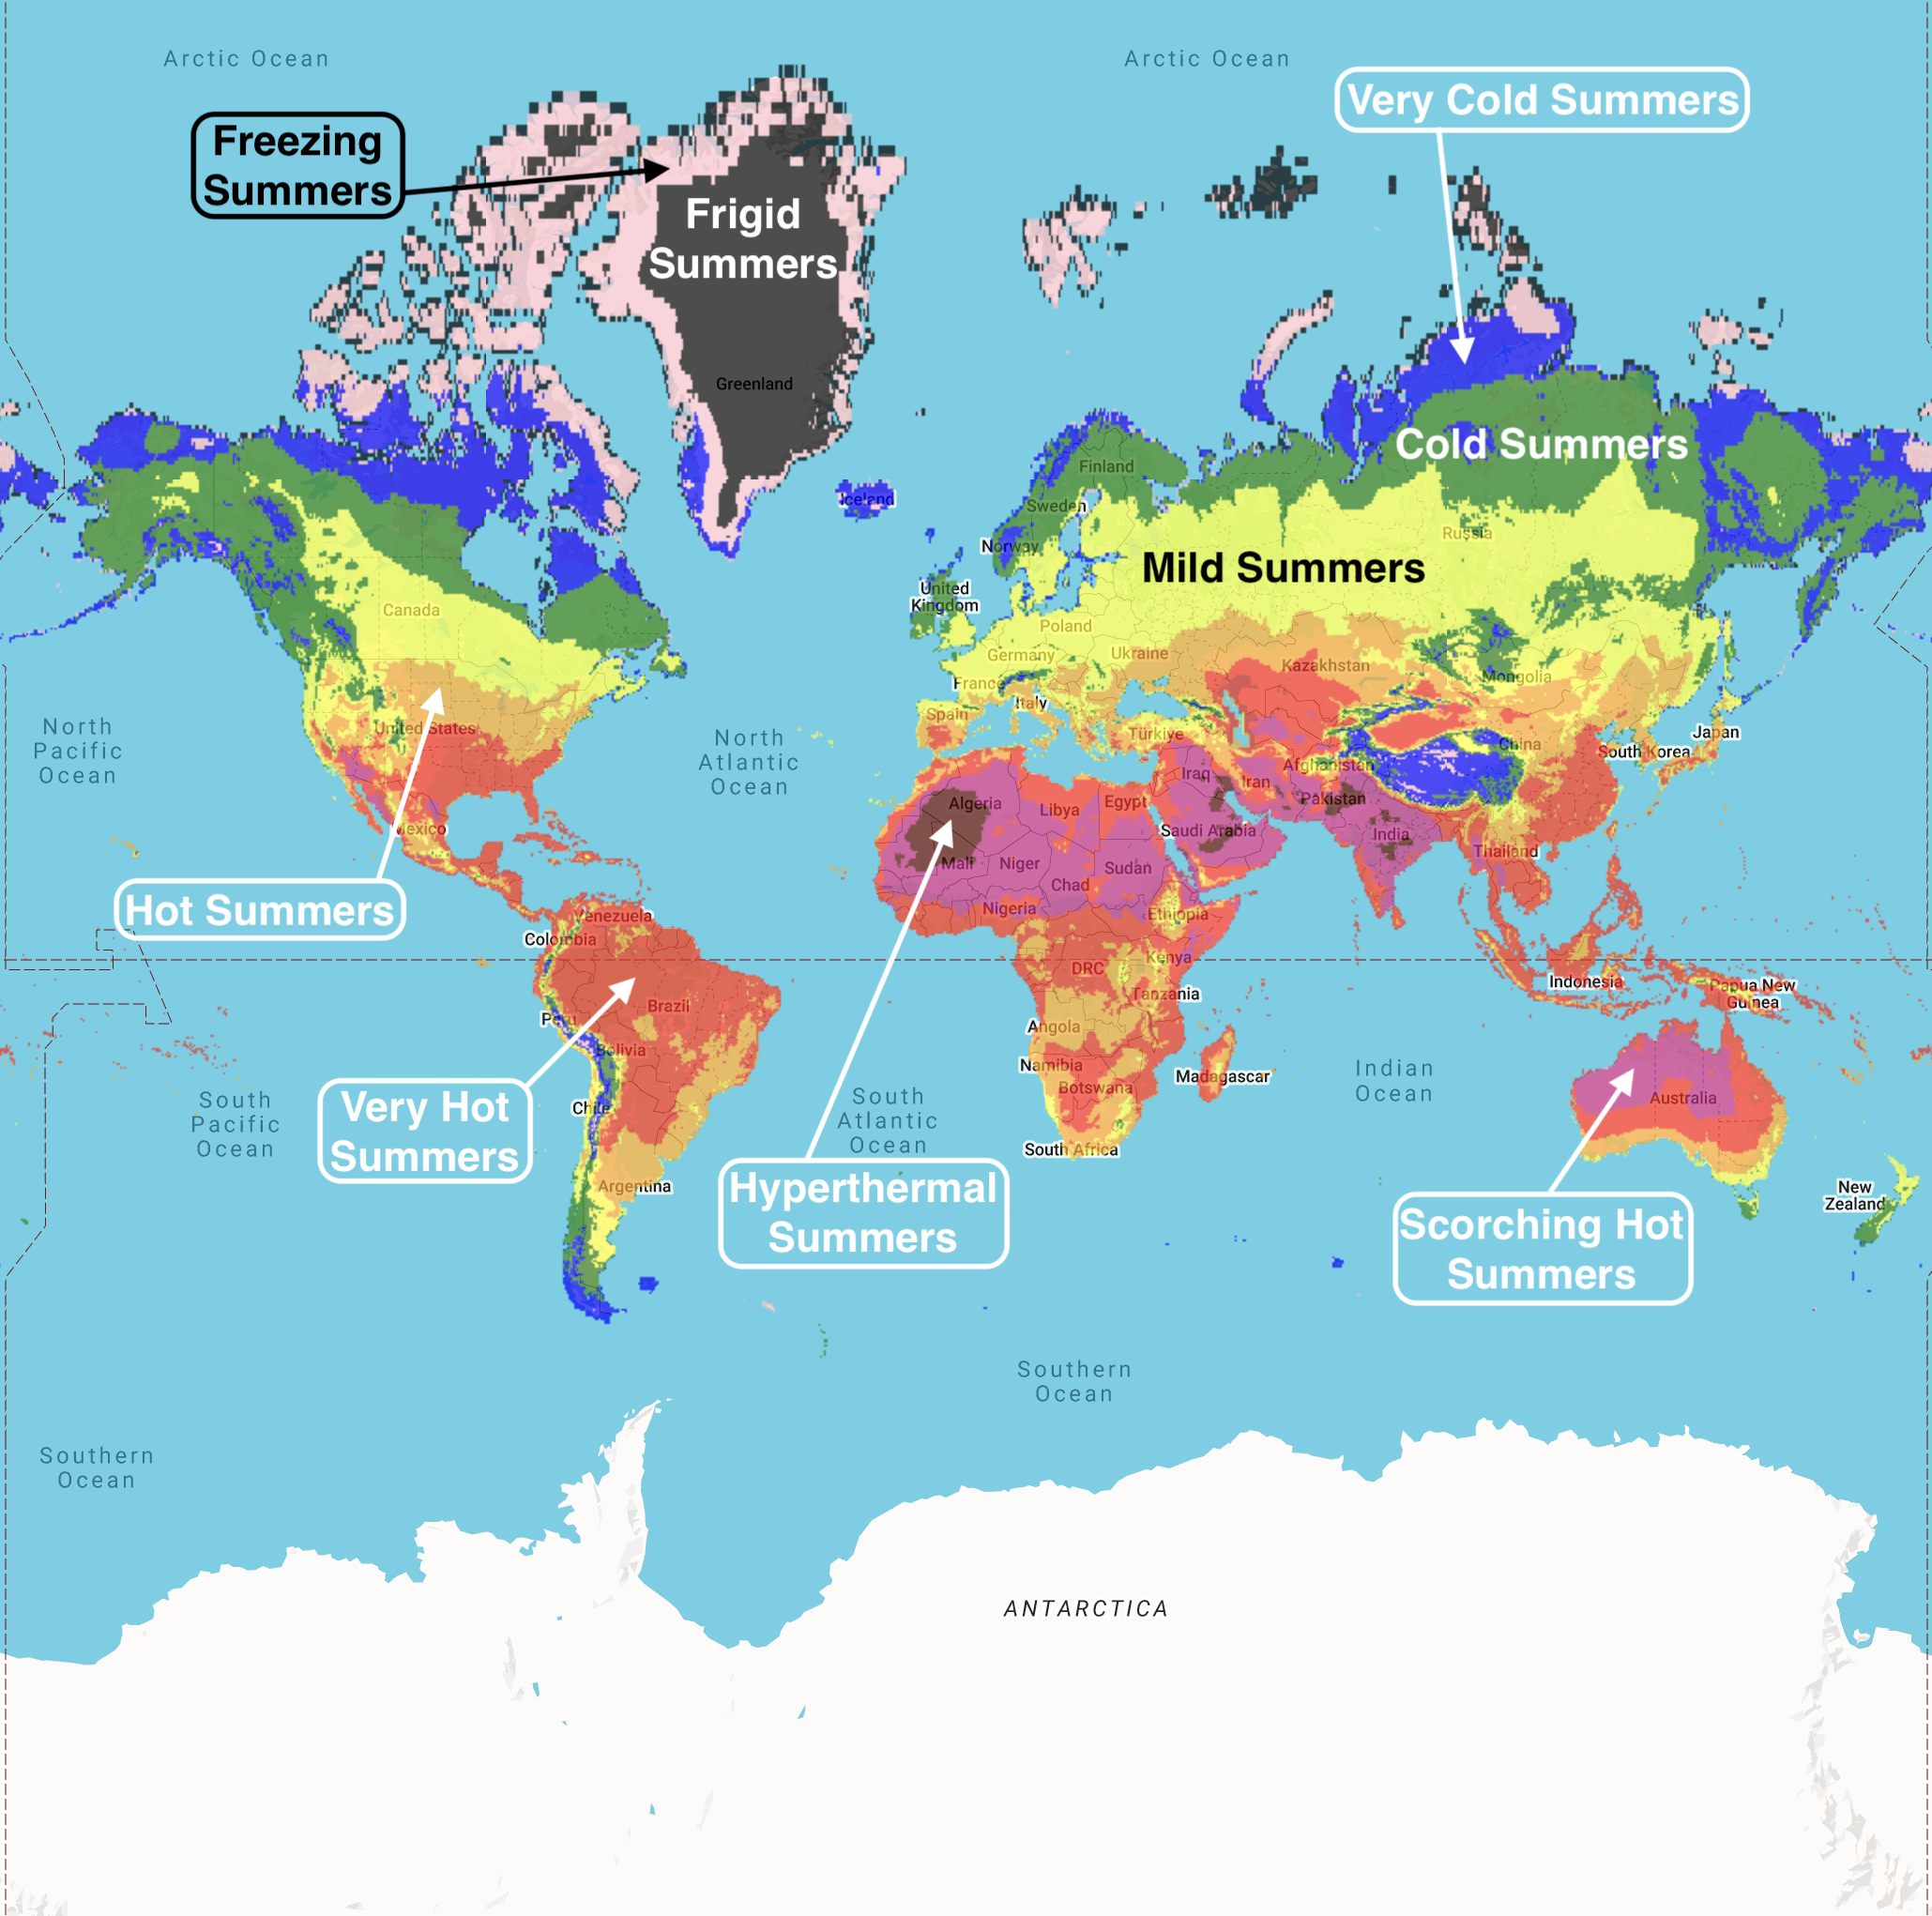 Arctic Ocean
Arctic Ocean
Very Cold Summers
Freezing
Summers
Frigid
Summers
Greenland
Cold Summers
Finland
Iceland
Sweden
Russia
Norway
Mild Summers
United
Kingdom
Canada
Poland
Germany
Ukraine
Kazakhstan
Mongolia
France
Italy
Spain
North
Pacific
Ocean
United States
North
Atlantic
Ocean
Türkiye
China
South Korea
Japan
Afghanistan
Iraq
Iran
Pakistan
Algeria
Libya
Egypt
Mexico
Saudi Arabia
India
Thailand
Mali
Niger
Sudan
Chad
Hot Summers
Nigeria
Ethiopia
Venezuela
Colombia
Kenya
DRC
Indonesia
Papua New
Guinea
Tanzania
Brazil
Peru
Angola
Bolivia
Namibia
Botswana
Madagascar
Indian
Ocean
Australia
South
Pacific
Ocean
Very Hot
Summers
Chile
South
Atlantic
Ocean
South Africa
Argentina
Hyperthermal
Summers
New
Zealand
Scorching Hot
Summers
Southern
Ocean
Southern
Ocean
ANTARCTICA